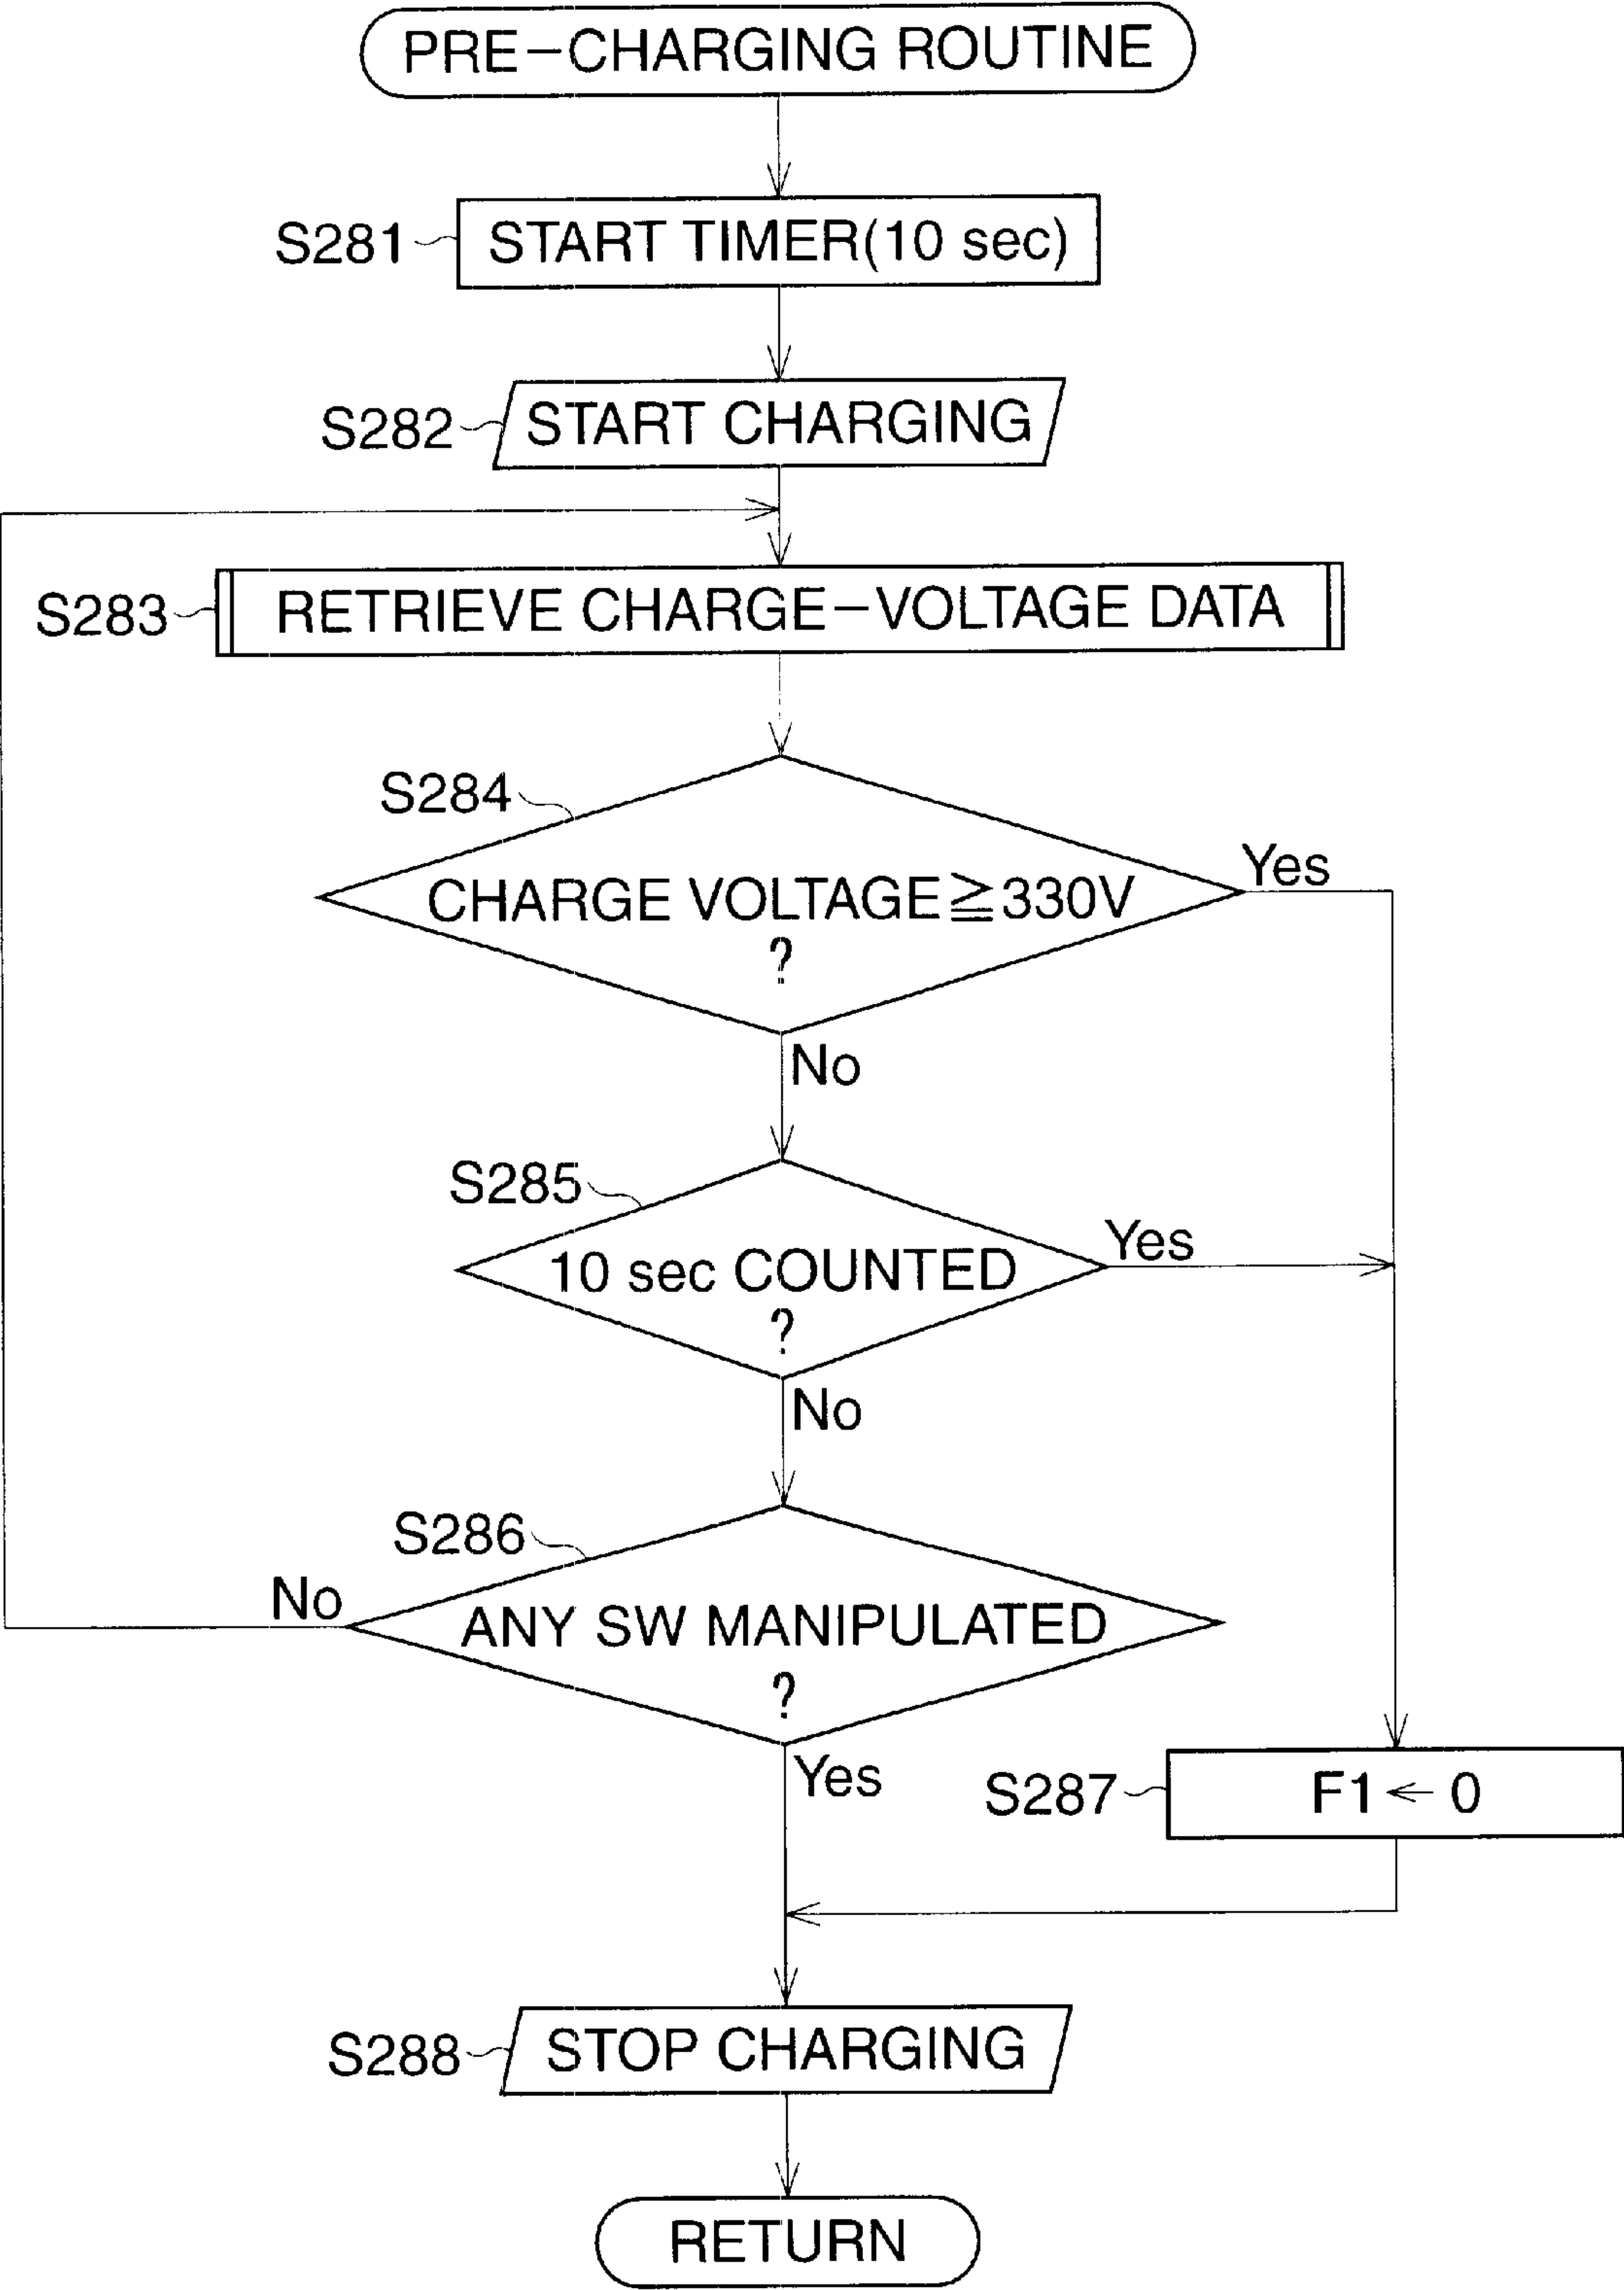 PRE-CHARGING ROUTINE
S281
START TIMER(10 sec)
S282
START CHARGING
S283
RETRIEVE CHARGE-VOLTAGE DATA
S284
CHARGE VOLTAGE≧330V
?
Yes
No
S285
10 sec COUNTED
?
Yes
No
S286
ANY SW MANIPULATED
?
No
Yes
S287
F1 ← 0
S288
STOP CHARGING
RETURN